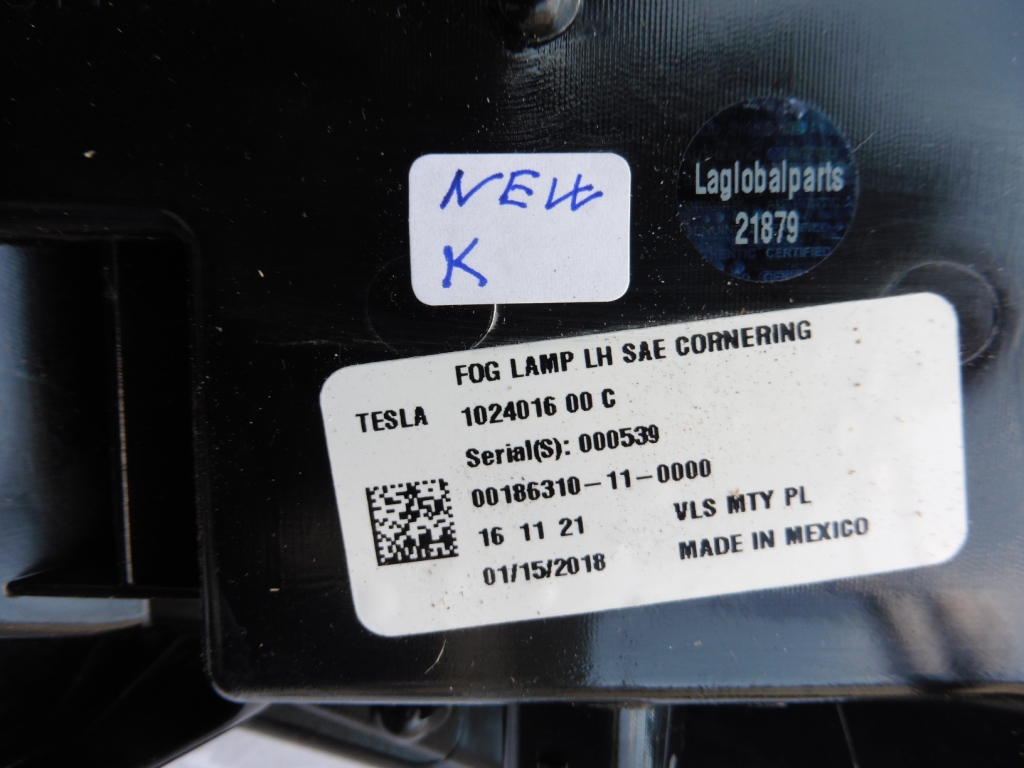 NEW
K
Laglobalparts
21879
FOG LAMP LH SAE CORNERING
TESLA 1024016 00 C
Serial(S): 000539
00186310-11-0000
16 11 21 VLS MTY PL
01/15/2018 MADE IN MEXICO